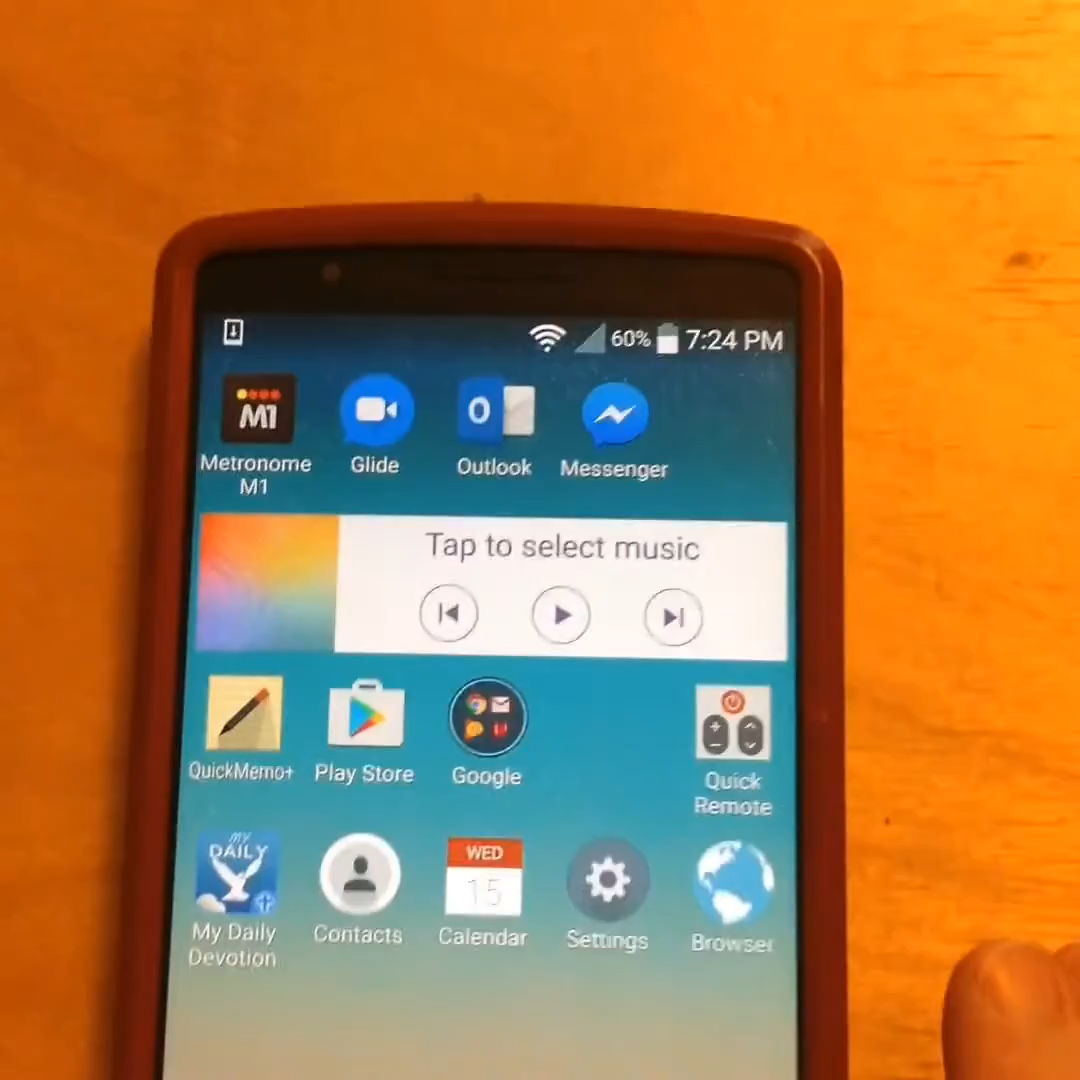 60% 7:24 PM
M1
O
Metronome
M1
Glide
Outlook
Messenger
Tap to select music
QuickMemo+
Play Store
Google
Quick
Remote
MY
DAILY
WED
15
My Daily
Devotion
Contacts
Calendar
Settings
Browser